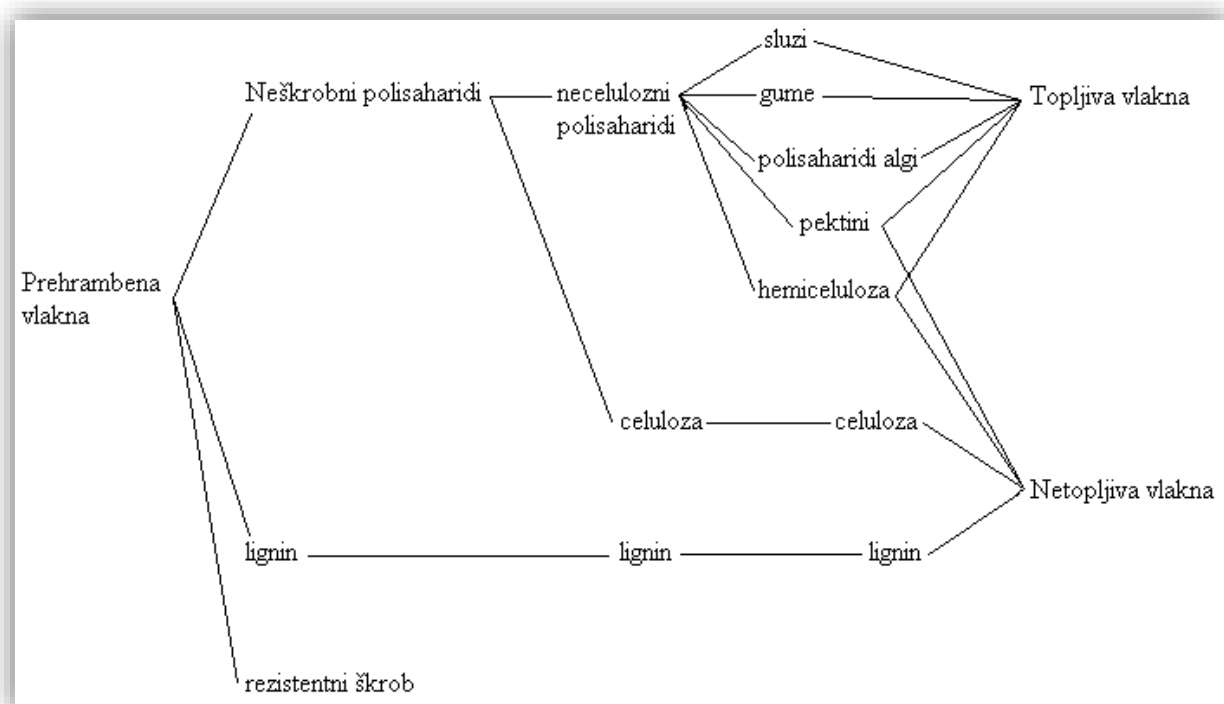 sluzi
Neškrobni polisaharidi
necelulozni
polisaharidi
gume
Topljiva vlakna
polisaharidi algi
pektini
Prehrambena
vlakna
hemiceluloza
celuloza
celuloza
Netopljiva vlakna
lignin
lignin
lignin
rezistentni škrob